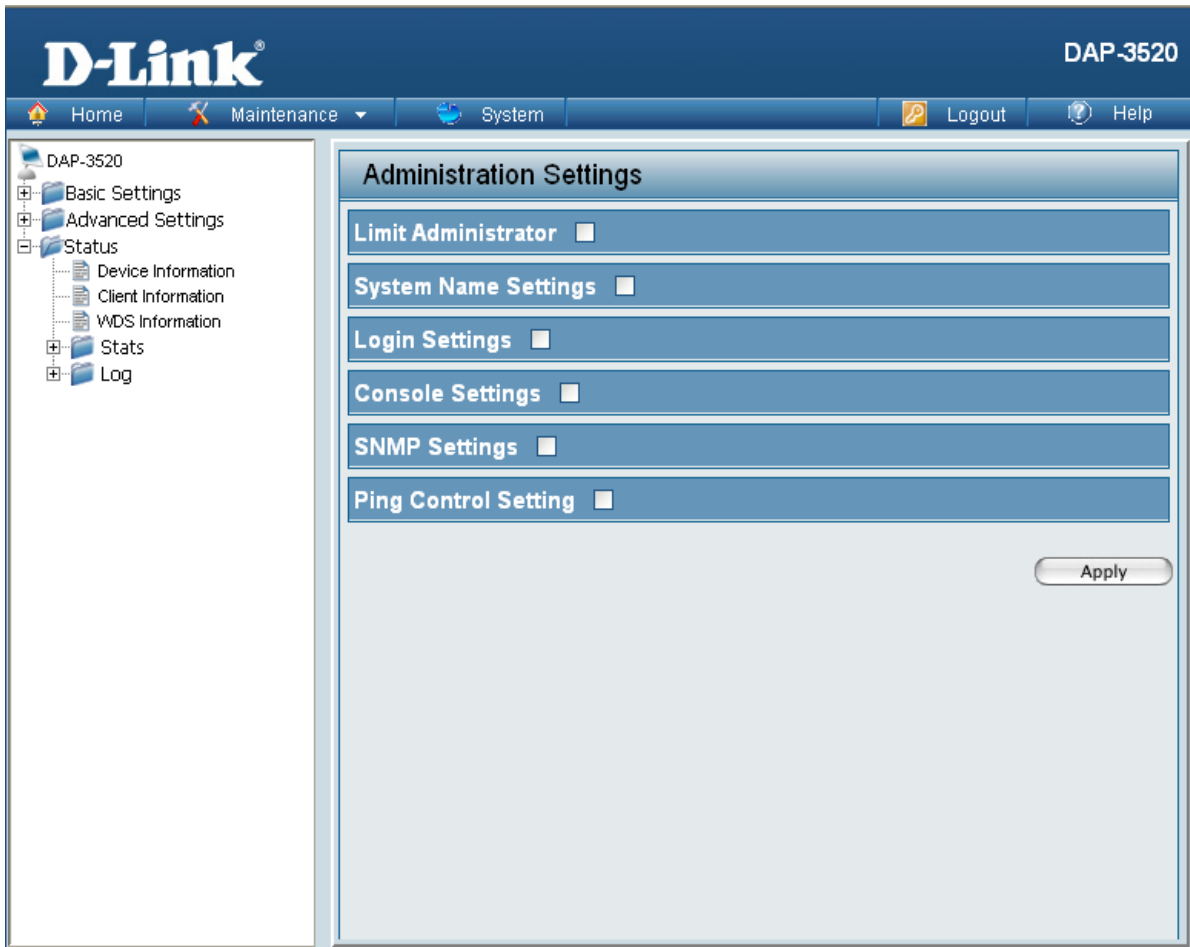 D-Link®
DAP-3520
Home Maintenance System Logout Help
DAP-3520
Basic Settings
Advanced Settings
Status
Device Information
Client Information
WDS Information
Stats
Log
Administration Settings
Limit Administrator
System Name Settings
Login Settings
Console Settings
SNMP Settings
Ping Control Setting
Apply